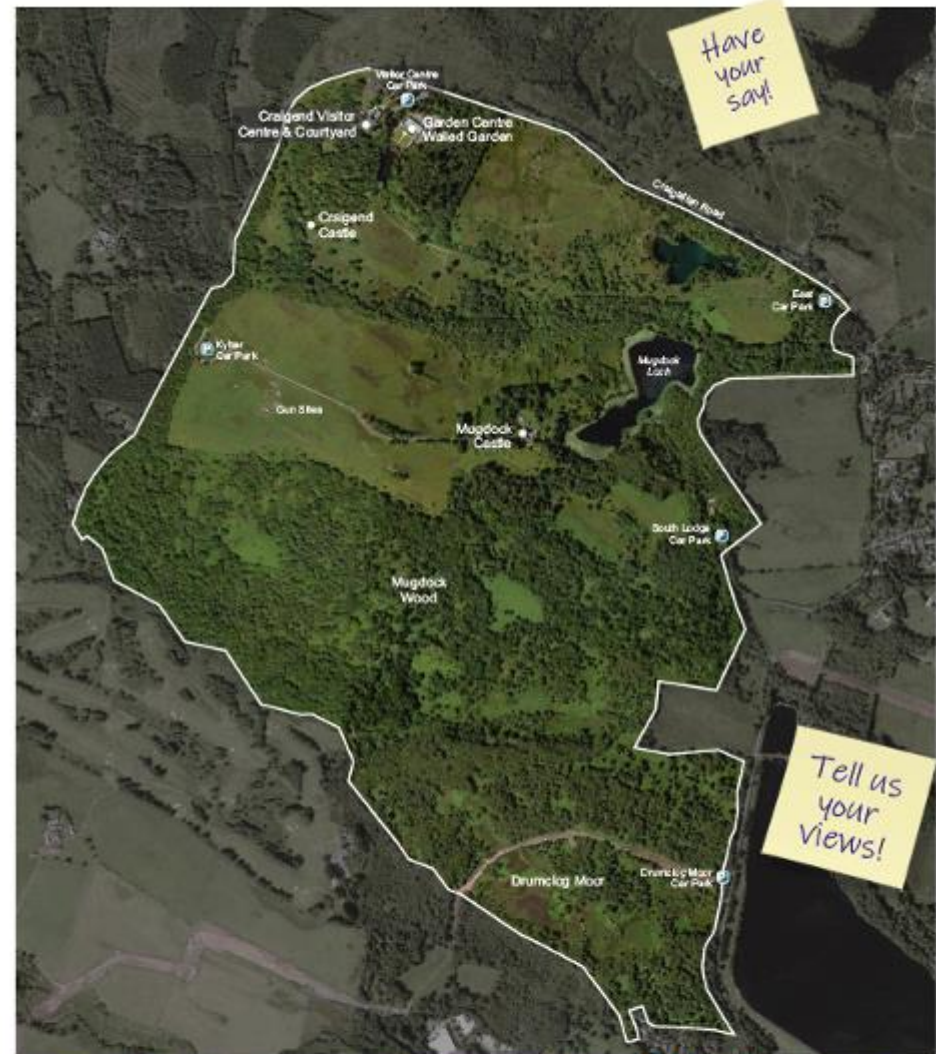 Have
your
say!
Visitor Centre
Car Park
Craigend Visitor
Centre & Courtyard
Garden Centre
Walled Garden
Craigallian Road
Craigend
Castle
East
Car Park
Khyber
Car Park
Mugdock
Loch
Gun Sites
Mugdock
Castle
South Lodge
Car Park
Mugdock
Wood
Tell us
your
views!
Drumclog Moor
Drumclog Moor
Car Park